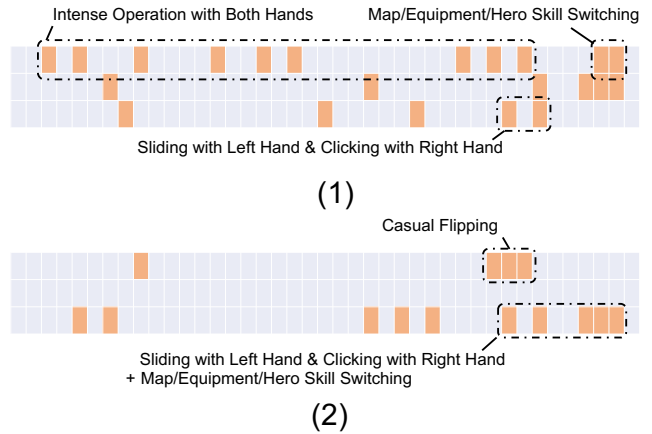 Intense Operation with Both Hands
Map/Equipment/Hero Skill Switching
Sliding with Left Hand & Clicking with Right Hand
(1)
Casual Flipping
Sliding with Left Hand & Clicking with Right Hand
+ Map/Equipment/Hero Skill Switching
(2)